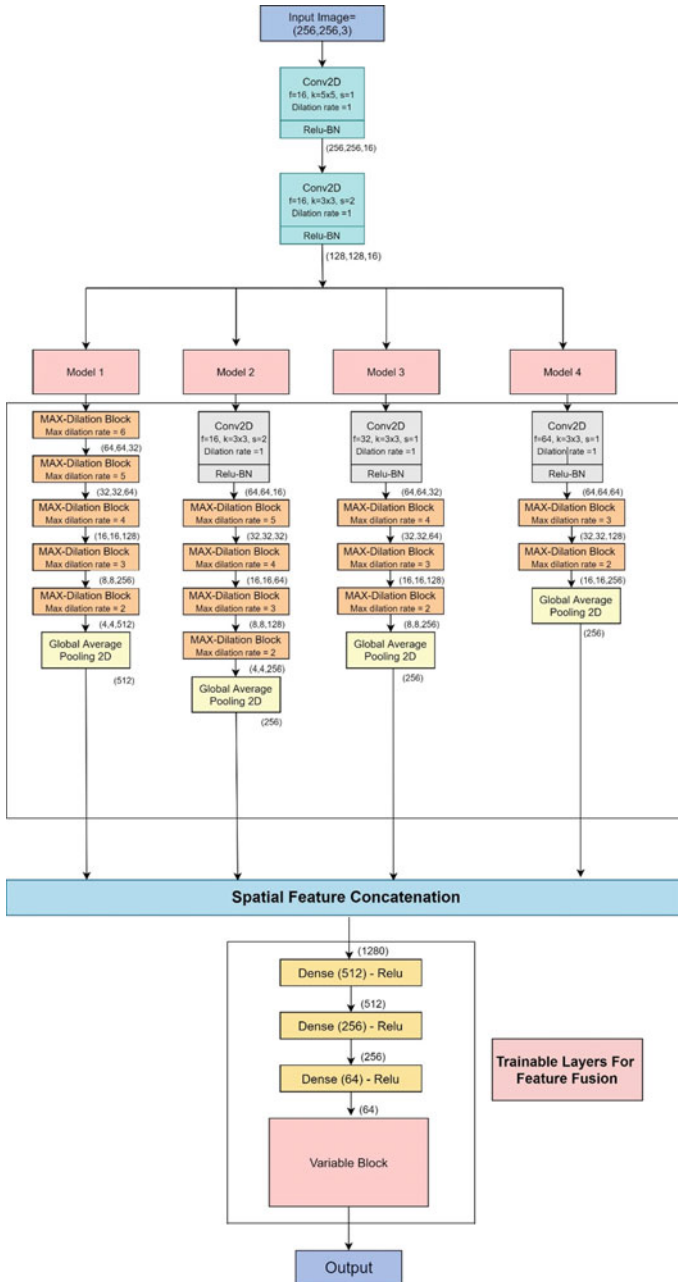 Input Image=
(256,256,3)
Conv2D
f=16, k=5x5, s=1
Dilation rate =1
Relu-BN
(256,256,16)
Conv2D
f=16, k=3x3, s=2
Dilation rate =1
Relu-BN
(128,128,16)
Model 1
MAX-Dilation Block
Max dilation rate = 6
(64,64,32)
MAX-Dilation Block
Max dilation rate = 5
(32,32,64)
MAX-Dilation Block
Max dilation rate = 4
(16,16,128)
MAX-Dilation Block
Max dilation rate = 3
(8,8,256)
MAX-Dilation Block
Max dilation rate = 2
(4,4,512)
Global Average
Pooling 2D
(512)
Model 2
Conv2D
f=16, k=3x3, s=2
Dilation rate =1
Relu-BN
(64,64,16)
MAX-Dilation Block
Max dilation rate = 5
(32,32,32)
MAX-Dilation Block
Max dilation rate = 4
(16,16,64)
MAX-Dilation Block
Max dilation rate = 3
(8,8,128)
MAX-Dilation Block
Max dilation rate = 2
(4,4,256)
Global Average
Pooling 2D
(256)
Model 3
Conv2D
f=32, k=3x3, s=1
Dilation rate =1
Relu-BN
(64,64,32)
MAX-Dilation Block
Max dilation rate = 4
(32,32,64)
MAX-Dilation Block
Max dilation rate = 3
(16,16,128)
MAX-Dilation Block
Max dilation rate = 2
(8,8,256)
Global Average
Pooling 2D
(256)
Model 4
Conv2D
f=64, k=3x3, s=1
Dilation rate =1
Relu-BN
(64,64,64)
MAX-Dilation Block
Max dilation rate = 3
(32,32,128)
MAX-Dilation Block
Max dilation rate = 2
(16,16,256)
Global Average
Pooling 2D
(256)
Spatial Feature Concatenation
(1280)
Dense (512) - Relu
(512)
Dense (256) - Relu
(256)
Dense (64) - Relu
(64)
Variable Block
Trainable Layers For
Feature Fusion
Output